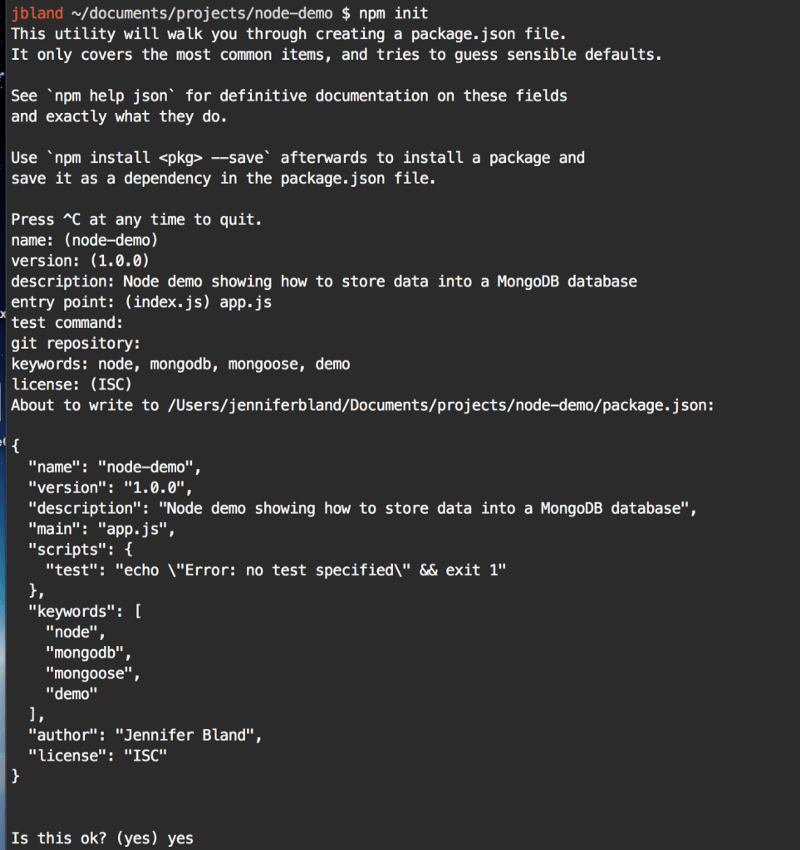 jbland ~/documents/projects/node-demo $ npm init
This utility will walk you through creating a package.json file.
It only covers the most common items, and tries to guess sensible defaults.

See `npm help json` for definitive documentation on these fields
and exactly what they do.

Use `npm install <pkg> --save` afterwards to install a package and
save it as a dependency in the package.json file.

Press ^C at any time to quit.
name: (node-demo)
version: (1.0.0)
description: Node demo showing how to store data into a MongoDB database
entry point: (index.js) app.js
test command:
git repository:
keywords: node, mongodb, mongoose, demo
license: (ISC)
About to write to /Users/jenniferbland/Documents/projects/node-demo/package.json:

{
  "name": "node-demo",
  "version": "1.0.0",
  "description": "Node demo showing how to store data into a MongoDB database",
  "main": "app.js",
  "scripts": {
    "test": "echo \"Error: no test specified\" && exit 1"
  },
  "keywords": [
    "node",
    "mongodb",
    "mongoose",
    "demo"
  ],
  "author": "Jennifer Bland",
  "license": "ISC"
}

Is this ok? (yes) yes